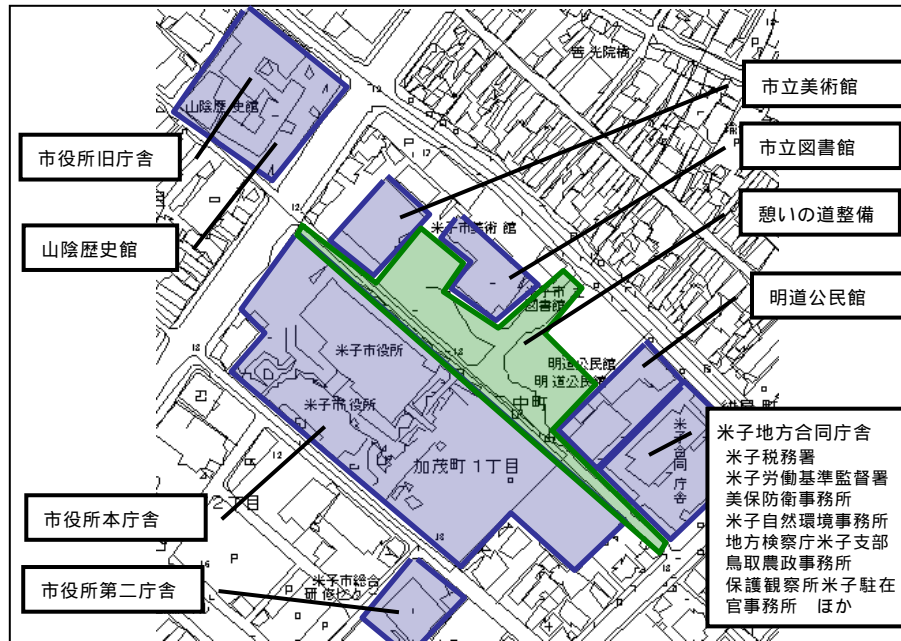 市立美術館
市立図書館
憩いの道整備
明道公民館
米子地方合同庁舎
米子税務署
米子労働基準監督署
美保防衛事務所
米子自然環境事務所
地方検察庁米子支部
鳥取農政事務所
保護観察所米子駐在
官事務所 ほか
市役所旧庁舎
山陰歴史館
市役所本庁舎
市役所第二庁舎
善光院橋
山陰歴史館
米子市美術館
図書館
米子市役所
米子市役所
明道公民館
明道公民館
中町
加茂町1丁目
米子合同庁舎
2丁目
米子市総合